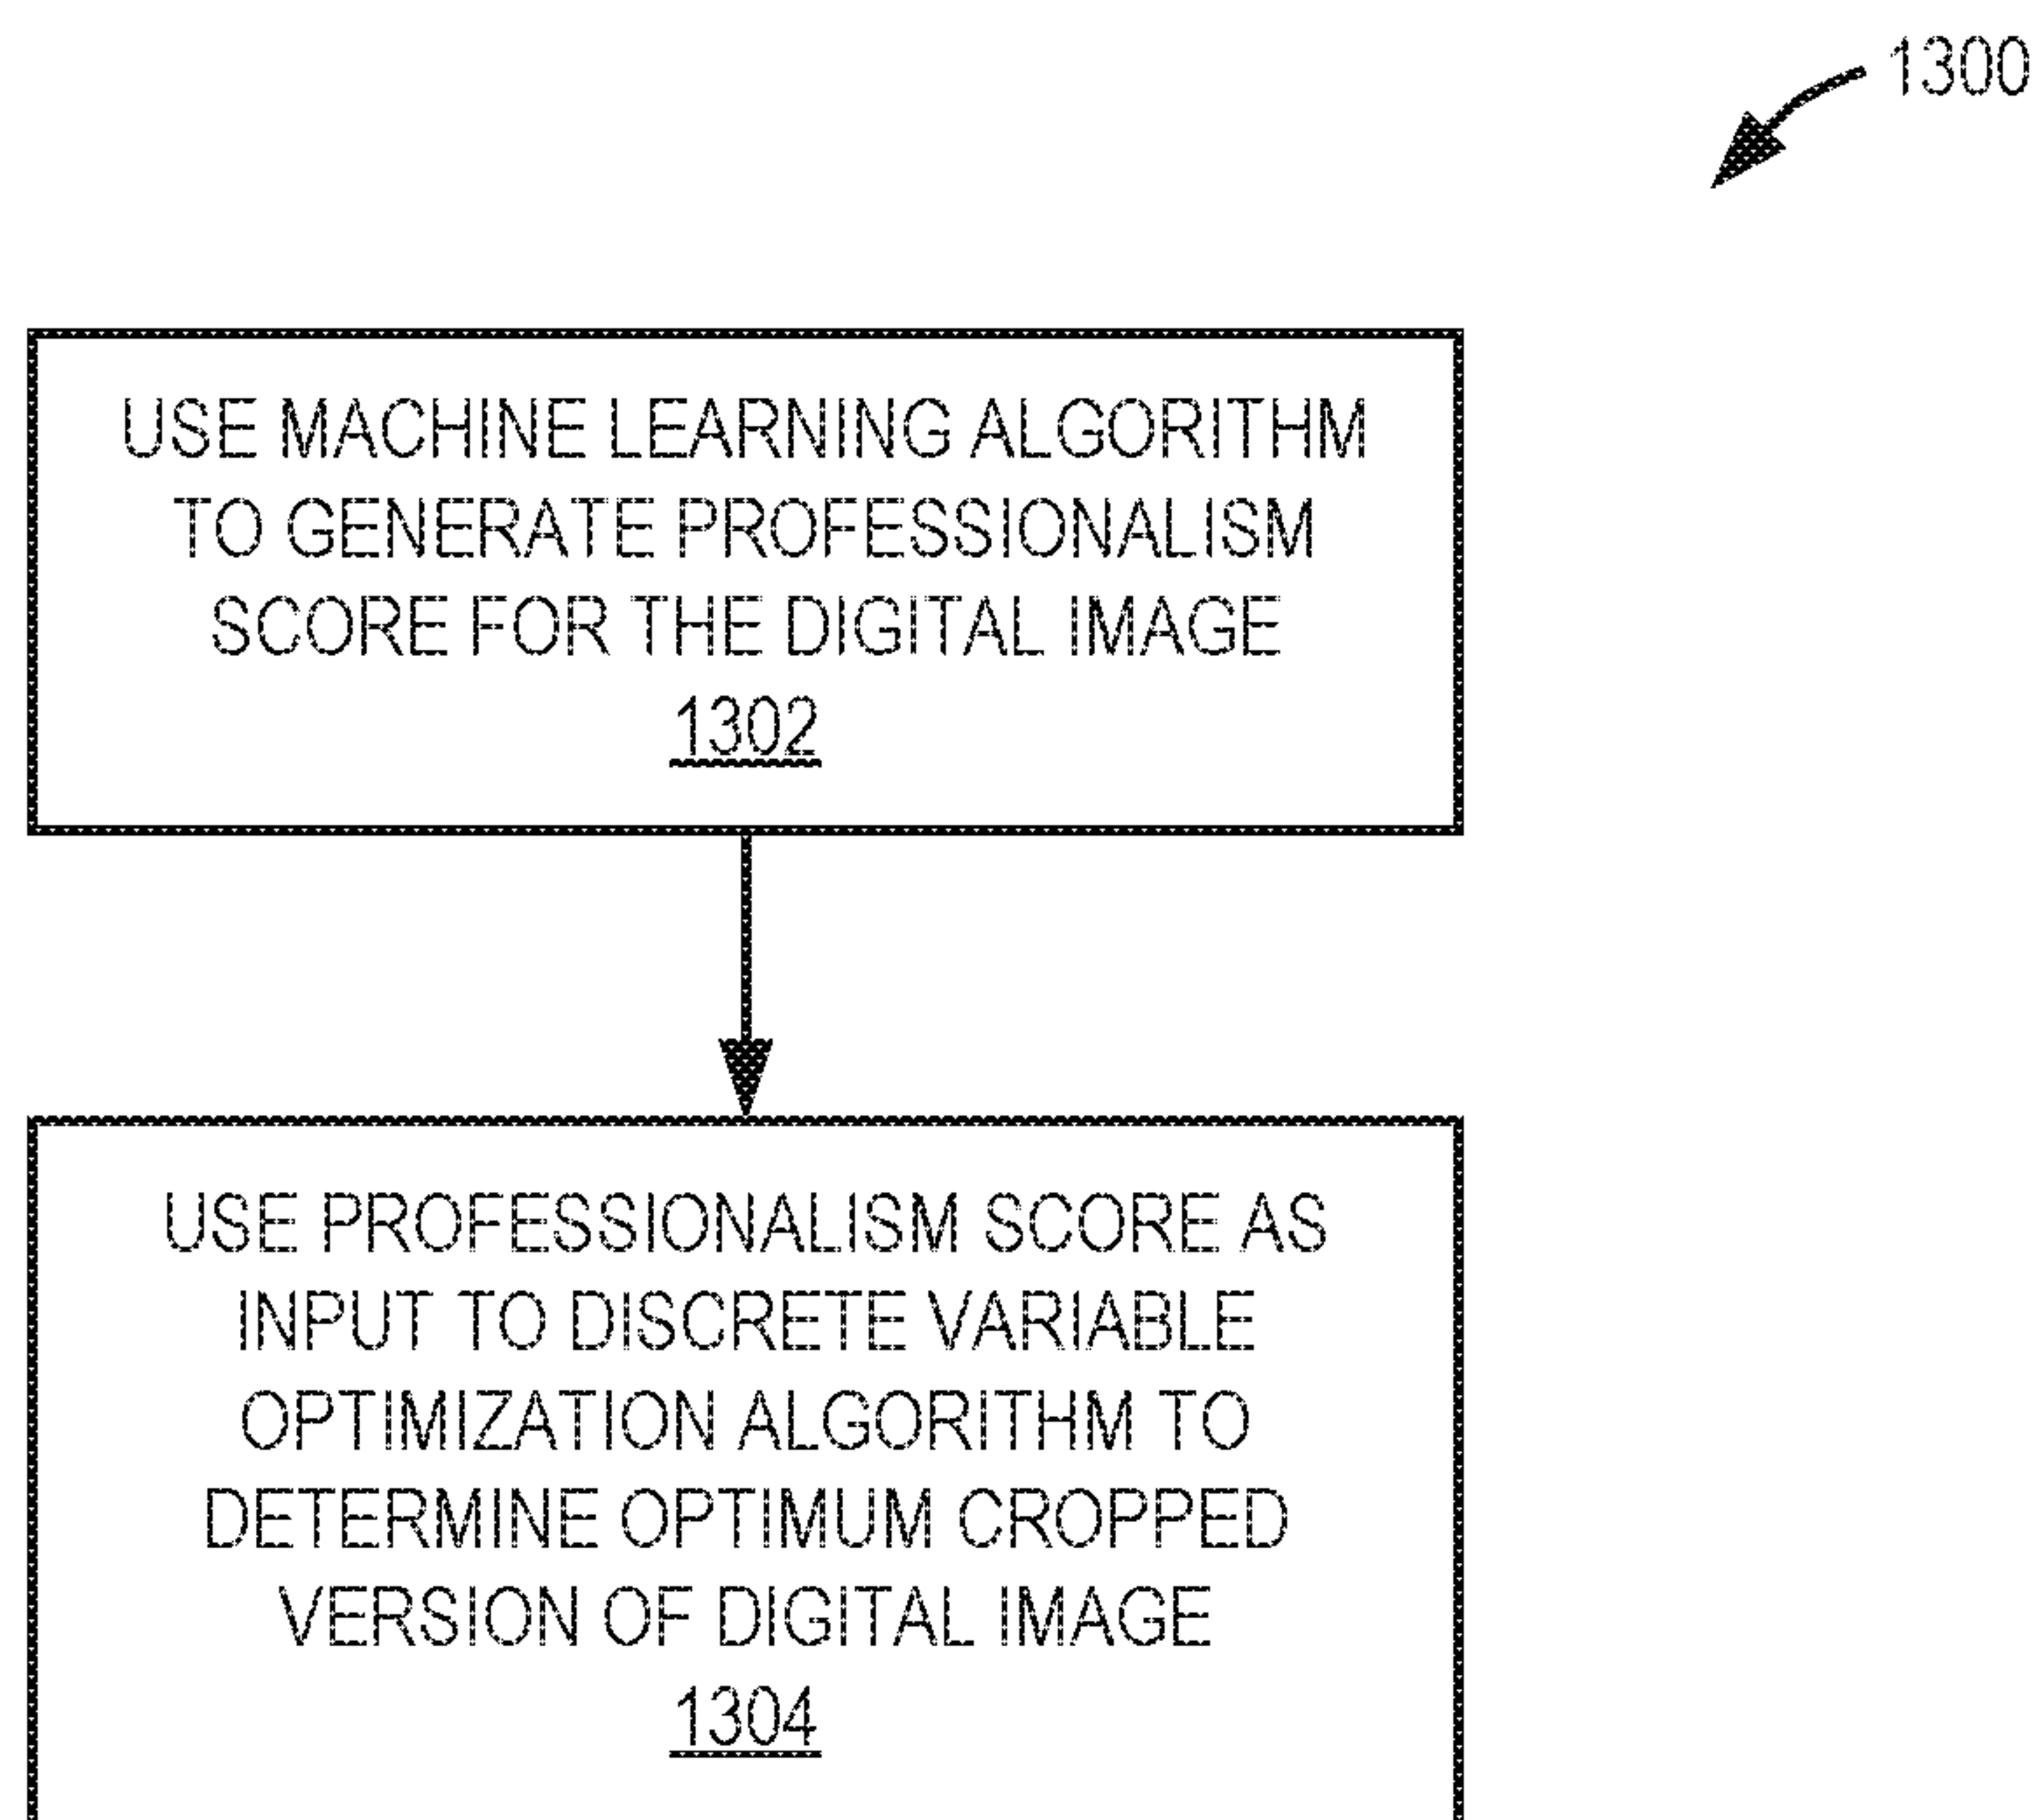 1300
USE MACHINE LEARNING ALGORITHM
TO GENERATE PROFESSIONALISM
SCORE FOR THE DIGITAL IMAGE
1302
USE PROFESSIONALISM SCORE AS
INPUT TO DISCRETE VARIABLE
OPTIMIZATION ALGORITHM TO
DETERMINE OPTIMUM CROPPED
VERSION OF DIGITAL IMAGE
1304